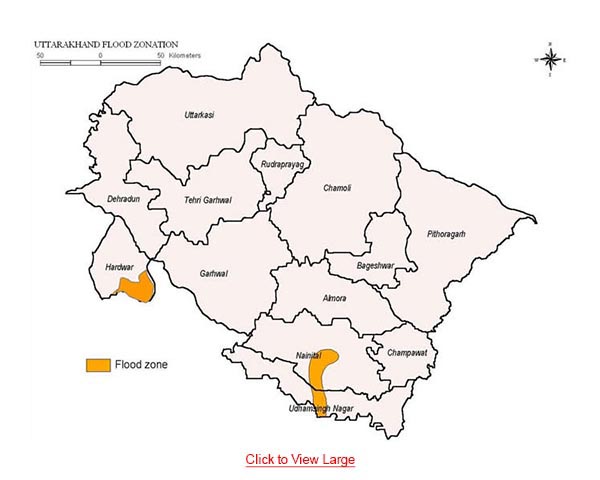 UTTARAKHAND FLOOD ZONATION
50 0 50 Kilometers
N
W E
Uttarkasi
Rudraprayag
Chamoli
Dehradun
Tehri Garhwal
Pithoragarh
Hardwar
Garhwal
Bageshwar
Almora
Nainital
Champawat
Flood zone
Udhamsingh Nagar
Click to View Large